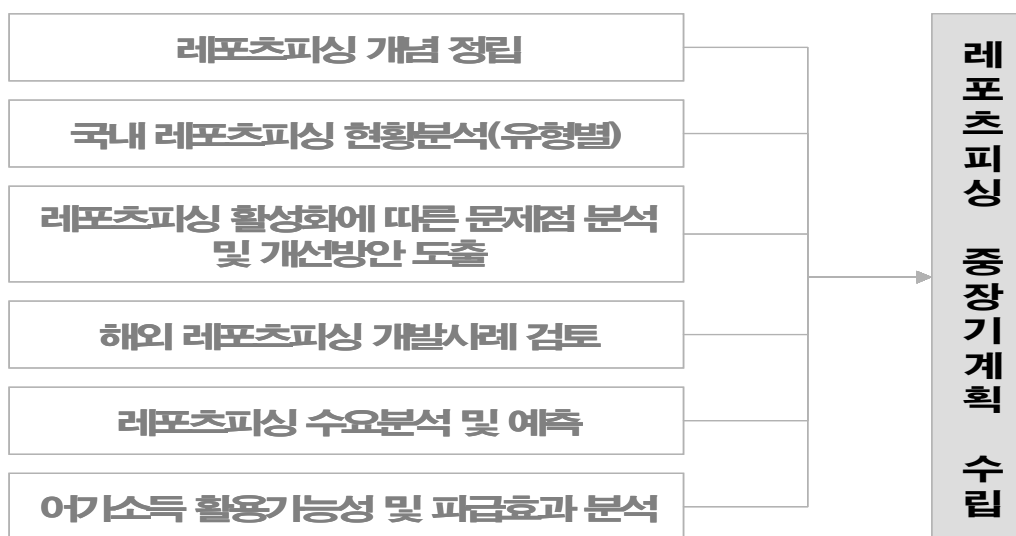 레포츠피싱 개념 정립
국내 레포츠피싱 현황분석(유형별)
레포츠피싱 활성화에 따른 문제점 분석
및 개선방안 도출
해외 레포츠피싱 개발사례 검토
레포츠피싱 수요분석 및 예측
어가소득 활용가능성 및 파급효과 분석
레포츠피싱 중장기계획 수립